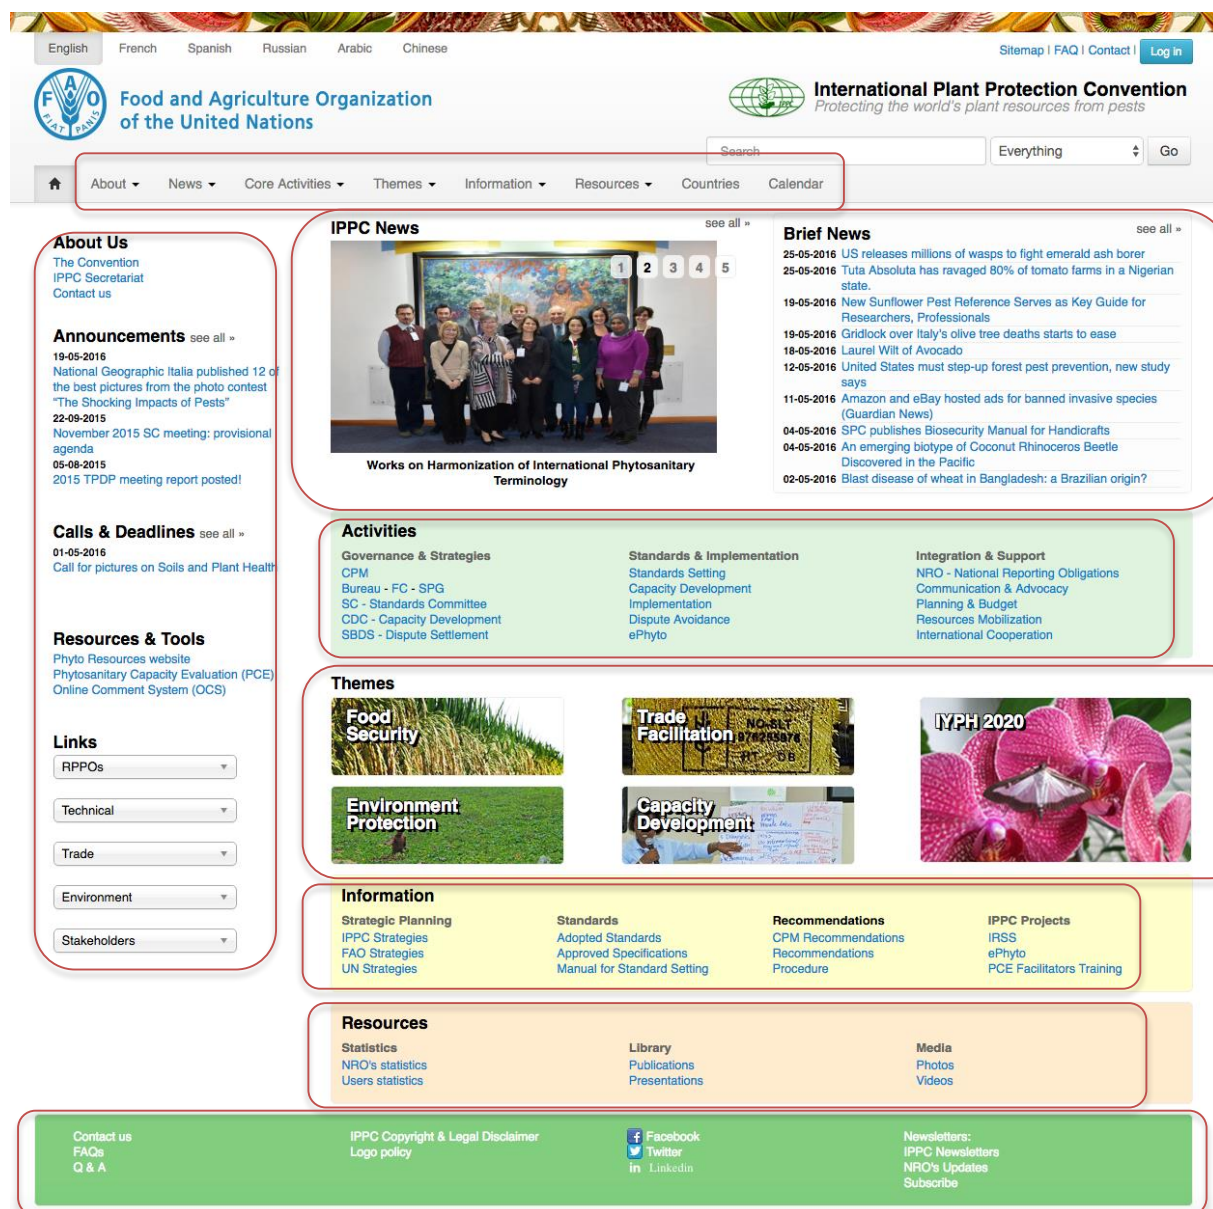 English French Spanish Russian Arabic Chinese
Sitemap | FAQ | Contact | Log in
F A O
FIAT PANIS
Food and Agriculture Organization
of the United Nations
ippc
International Plant Protection Convention
Protecting the world's plant resources from pests
Search Everything Go
About News Core Activities Themes Information Resources Countries Calendar
About Us
The Convention
IPPC Secretariat
Contact us
Announcements see all »
19-05-2016
National Geographic Italia published 12 of
the best pictures from the photo contest
"The Shocking Impacts of Pests"
22-09-2015
November 2015 SC meeting: provisional
agenda
05-08-2015
2015 TPDP meeting report posted!
Calls & Deadlines see all »
01-05-2016
Call for pictures on Soils and Plant Health
Resources & Tools
Phyto Resources website
Phytosanitary Capacity Evaluation (PCE)
Online Comment System (OCS)
Links
RPPOs
Technical
Trade
Environment
Stakeholders
IPPC News see all »
1 2 3 4 5
Works on Harmonization of International Phytosanitary
Terminology
Brief News see all »
25-05-2016 US releases millions of wasps to fight emerald ash borer
25-05-2016 Tuta Absoluta has ravaged 80% of tomato farms in a Nigerian
state.
19-05-2016 New Sunflower Pest Reference Serves as Key Guide for
Researchers, Professionals
19-05-2016 Gridlock over Italy's olive tree deaths starts to ease
18-05-2016 Laurel Wilt of Avocado
12-05-2016 United States must step-up forest pest prevention, new study
says
11-05-2016 Amazon and eBay hosted ads for banned invasive species
(Guardian News)
04-05-2016 SPC publishes Biosecurity Manual for Handicrafts
04-05-2016 An emerging biotype of Coconut Rhinoceros Beetle
Discovered in the Pacific
02-05-2016 Blast disease of wheat in Bangladesh: a Brazilian origin?
Activities
Governance & Strategies
CPM
Bureau - FC - SPG
SC - Standards Committee
CDC - Capacity Development
SBDS - Dispute Settlement
Standards & Implementation
Standards Setting
Capacity Development
Implementation
Dispute Avoidance
ePhyto
Integration & Support
NRO - National Reporting Obligations
Communication & Advocacy
Planning & Budget
Resources Mobilization
International Cooperation
Themes
Food
Security
Trade
Facilitation
IYPH 2020
Environment
Protection
Capacity
Development
Information
Strategic Planning
IPPC Strategies
FAO Strategies
UN Strategies
Standards
Adopted Standards
Approved Specifications
Manual for Standard Setting
Recommendations
CPM Recommendations
Recommendations
Procedure
IPPC Projects
IRSS
ePhyto
PCE Facilitators Training
Resources
Statistics
NRO's statistics
Users statistics
Library
Publications
Presentations
Media
Photos
Videos
Contact us
FAQs
Q & A
IPPC Copyright & Legal Disclaimer
Logo policy
Facebook
Twitter
in Linkedin
Newsletters:
IPPC Newsletters
NRO's Updates
Subscribe